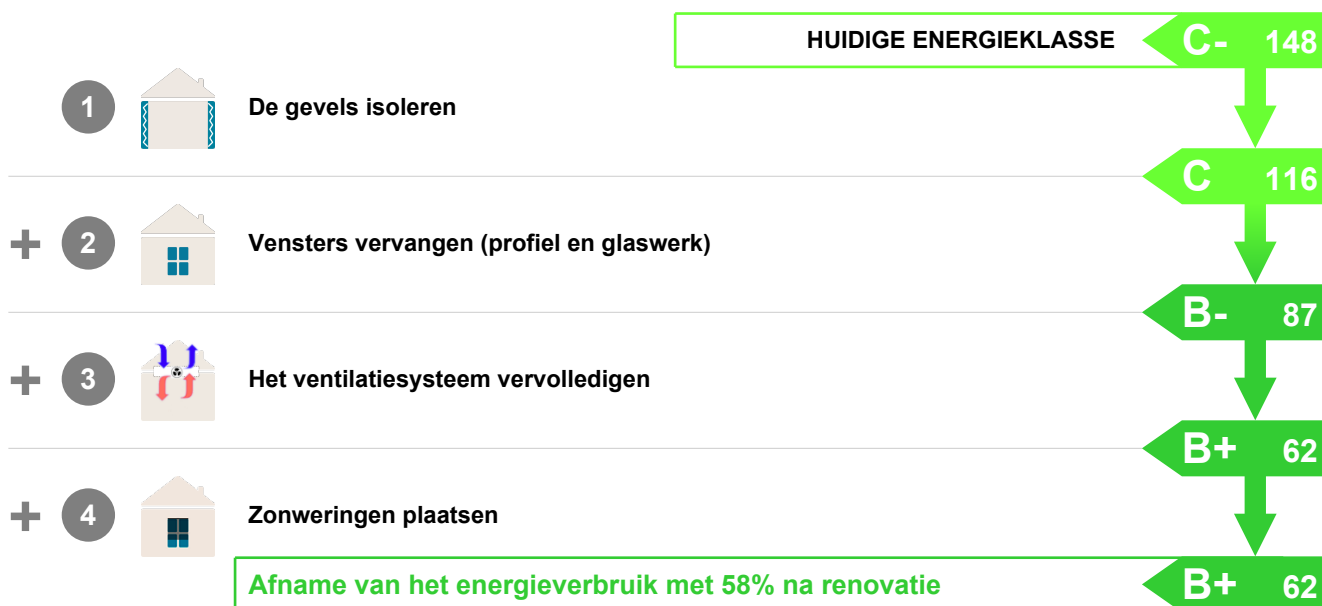 HUIDIGE ENERGIEKLASSE C- 148
1 De gevels isoleren
C 116
+ 2 Vensters vervangen (profiel en glaswerk)
B- 87
+ 3 Het ventilatiesysteem vervolledigen
B+ 62
+ 4 Zonweringen plaatsen
Afname van het energieverbruik met 58% na renovatie B+ 62